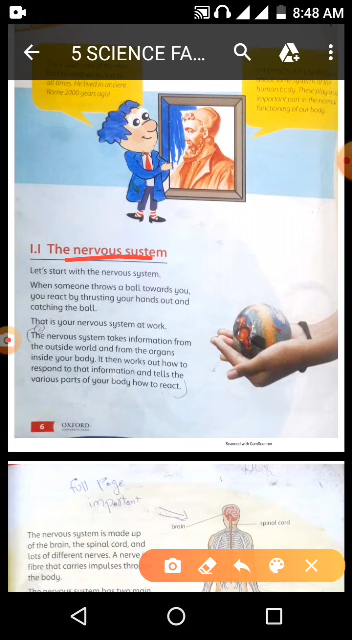 8:48 AM
5 SCIENCE FA...
all times. He lived in ancient
Rome 2000 years ago!
human body. These play a
important part in the normal
functioning of our body.
1.1 The nervous system
Let's start with the nervous system.
When someone throws a ball towards you,
you react by thrusting your hands out and
catching the ball.
That is your nervous system at work.
The nervous system takes information from
the outside world and from the organs
inside your body. It then works out how to
respond to that information and tells the
various parts of your body how to react.
6 OXFORD
Scanned with CamScanner
full Page
important
brain
spinal cord
The nervous system is made up
of the brain, the spinal cord, and
lots of different nerves. A nerve
fibre that carries impulses
the body.
The nervous system has two main